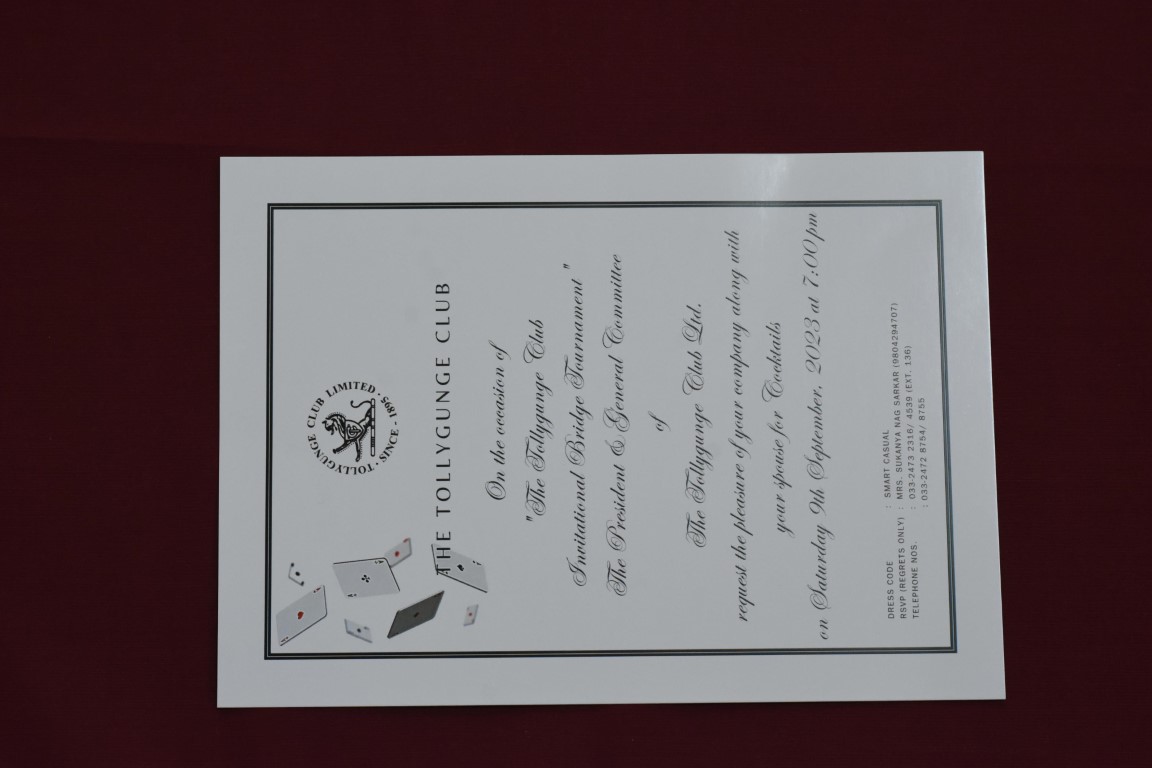 TOLLYGUNGE CLUB LIMITED · SINCE - 1895 ·
THE TOLLYGUNGE CLUB
On the occasion of
"The Tollygunge Club
Invitational Bridge Tournament"
The President & General Committee
of
The Tollygunge Club Ltd.
request the pleasure of your company along with
your spouse for Cocktails
on Saturday 9th September, 2023 at 7:00 pm
DRESS CODE : SMART CASUAL
RSVP (REGRETS ONLY) : MRS. SUKANYA NAG SARKAR (9804294707)
TELEPHONE NOS. : 033-2473 2316/ 4539 (EXT. 136)
: 033-2472 8754/ 8755